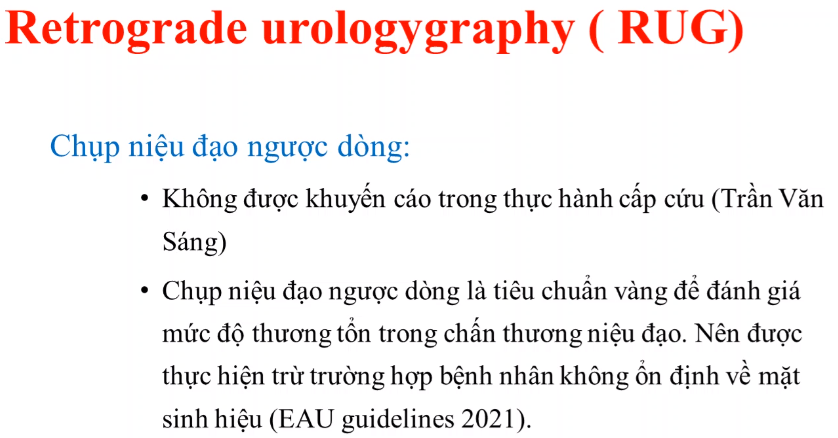 Retrograde urologygraphy ( RUG)
Chụp niệu đạo ngược dòng:
• Không được khuyến cáo trong thực hành cấp cứu (Trần Văn
Sáng)
• Chụp niệu đạo ngược dòng là tiêu chuẩn vàng để đánh giá
mức độ thương tổn trong chấn thương niệu đạo. Nên được
thực hiện trừ trường hợp bệnh nhân không ổn định về mặt
sinh hiệu (EAU guidelines 2021).